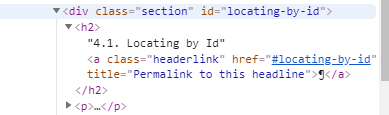 ▼<div class="section" id="locating-by-id">
▼<h2>
"4.1. Locating by Id"
<a class="headerlink" href="#locating-by-id"
title="Permalink to this headline">¶</a>
</h2>
▶<p>…</p>